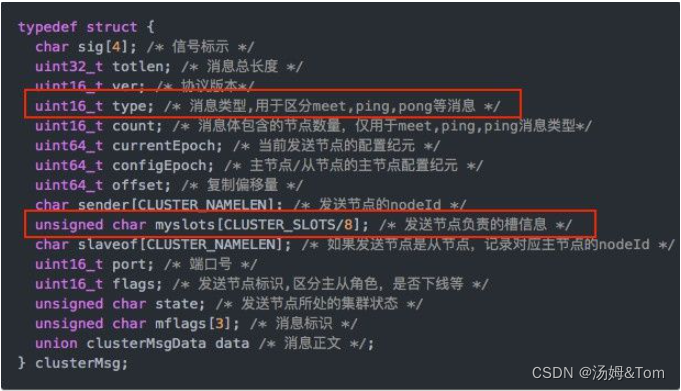 typedef struct {
char sig[4]; /* 信号标示 */
uint32_t totlen; /* 消息总长度 */
uint16_t ver; /* 协议版本*/
uint16_t type; /* 消息类型,用于区分meet,ping,pong等消息 */
uint16_t count; /* 消息体包含的节点数量，仅用于meet,ping,ping消息类型*/
uint64_t currentEpoch; /* 当前发送节点的配置纪元 */
uint64_t configEpoch; /* 主节点/从节点的主节点配置纪元 */
uint64_t offset; /* 复制偏移量 */
char sender[CLUSTER_NAMELEN]; /* 发送节点的nodeId */
unsigned char myslots[CLUSTER_SLOTS/8]; /* 发送节点负责的槽信息 */
char slaveof[CLUSTER_NAMELEN]; /* 如果发送节点是从节点，记录对应主节点的nodeId */
uint16_t port; /* 端口号 */
uint16_t flags; /* 发送节点标识,区分主从角色，是否下线等 */
unsigned char state; /* 发送节点所处的集群状态 */
unsigned char mflags[3]; /* 消息标识 */
union clusterMsgData data /* 消息正文 */;
} clusterMsg;
CSDN @汤姆&Tom